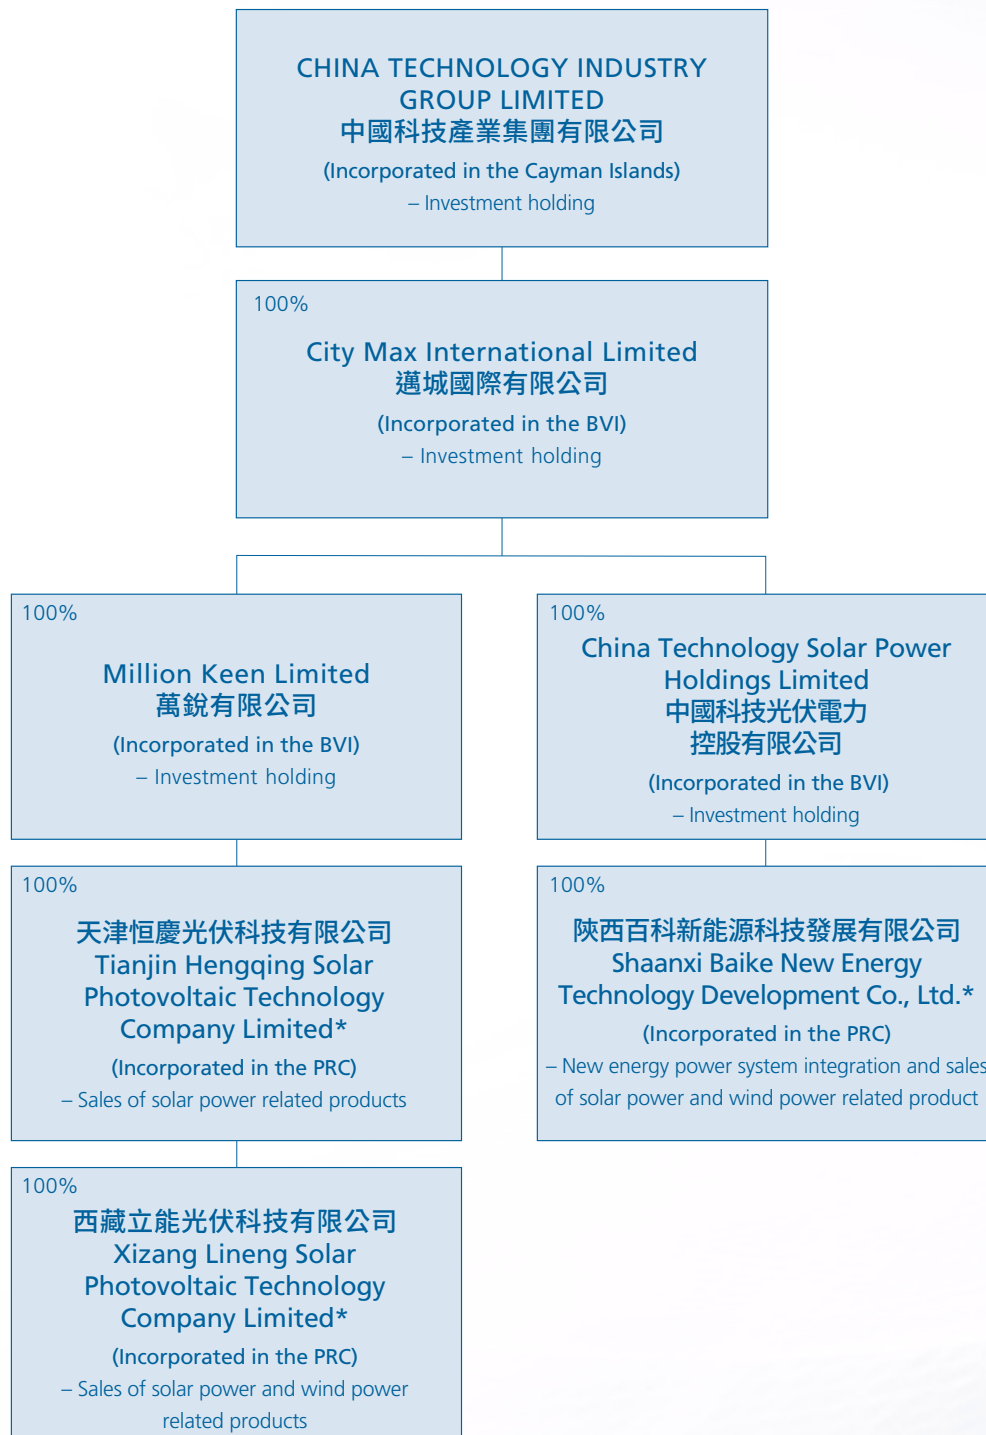 CHINA TECHNOLOGY INDUSTRY
GROUP LIMITED
中國科技產業集團有限公司
(Incorporated in the Cayman Islands)
– Investment holding
100%
City Max International Limited
邁城國際有限公司
(Incorporated in the BVI)
– Investment holding
100%
Million Keen Limited
萬銳有限公司
(Incorporated in the BVI)
– Investment holding
100%
China Technology Solar Power
Holdings Limited
中國科技光伏電力
控股有限公司
(Incorporated in the BVI)
– Investment holding
100%
天津恒慶光伏科技有限公司
Tianjin Hengqing Solar
Photovoltaic Technology
Company Limited*
(Incorporated in the PRC)
– Sales of solar power related products
100%
陝西百科新能源科技發展有限公司
Shaanxi Baike New Energy
Technology Development Co., Ltd.*
(Incorporated in the PRC)
– New energy power system integration and sales
of solar power and wind power related product
100%
西藏立能光伏科技有限公司
Xizang Lineng Solar
Photovoltaic Technology
Company Limited*
(Incorporated in the PRC)
– Sales of solar power and wind power
related products